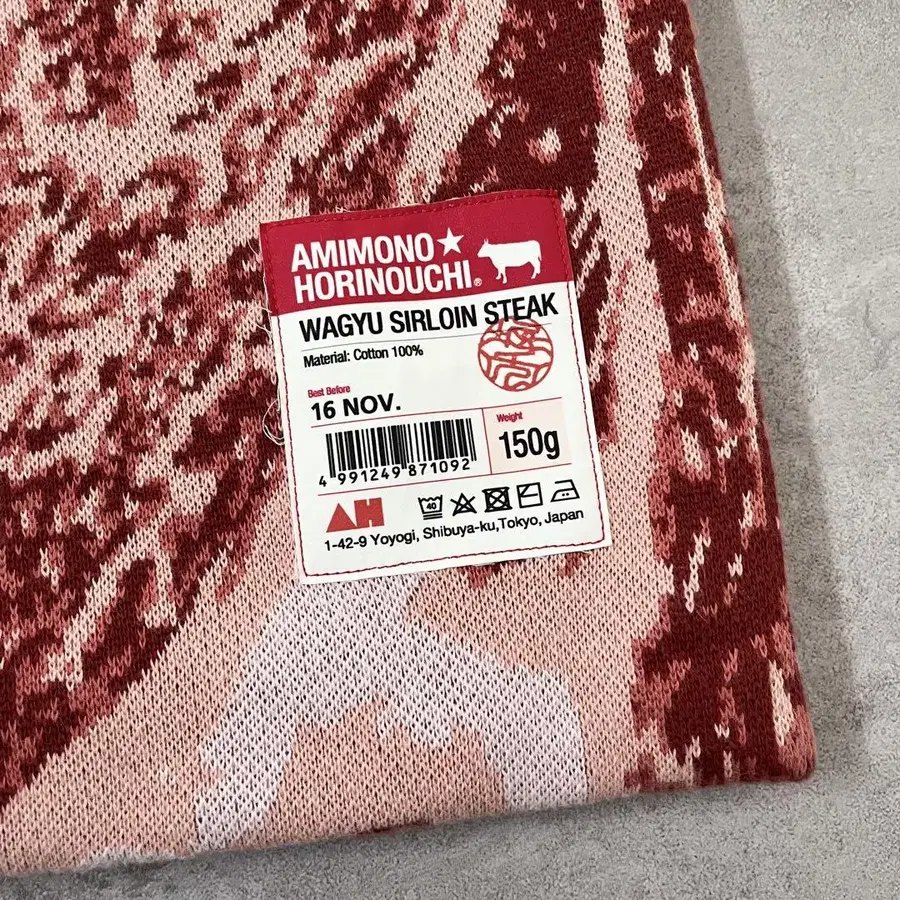 AMIMONO★
HORINOUCHI®
WAGYU SIRLOIN STEAK
Material: Cotton 100%
Best Before
16 NOV.
Weight
150g
4 991249 871092
AH
40
1-42-9 Yoyogi, Shibuya-ku,Tokyo, Japan